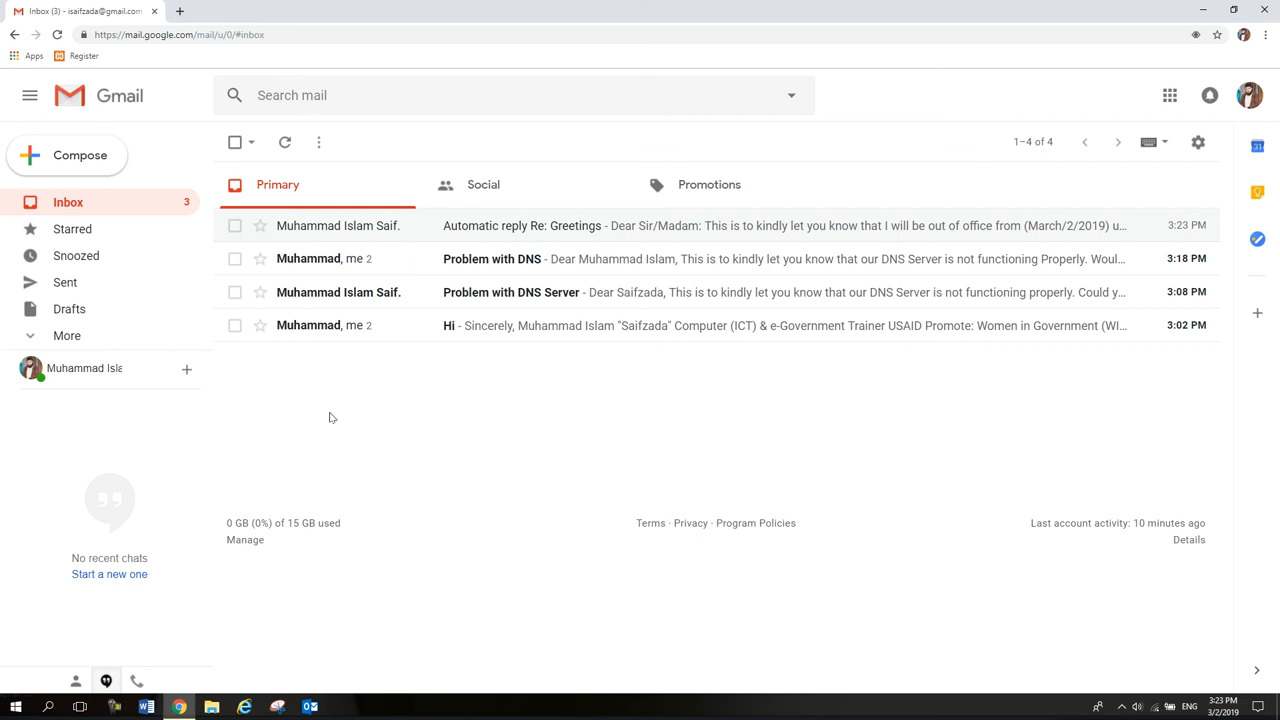 Inbox (3) - isaifzada@gmail.com
https://mail.google.com/mail/u/0/#inbox
Apps Register
Gmail
Search mail
Compose
1–4 of 4
Primary Social Promotions
Inbox 3
Starred
Snoozed
Sent
Drafts
More
Muhammad Isla
Muhammad Islam Saif. Automatic reply Re: Greetings - Dear Sir/Madam: This is to kindly let you know that I will be out of office from (March/2/2019) u... 3:23 PM
Muhammad, me 2 Problem with DNS - Dear Muhammad Islam, This is to kindly let you know that our DNS Server is not functioning Properly. Woul... 3:18 PM
Muhammad Islam Saif. Problem with DNS Server - Dear Saifzada, This is to kindly let you know that our DNS Server is not functioning properly. Could y... 3:08 PM
Muhammad, me 2 Hi - Sincerely, Muhammad Islam "Saifzada" Computer (ICT) & e-Government Trainer USAID Promote: Women in Government (WI... 3:02 PM
0 GB (0%) of 15 GB used
Manage
Terms · Privacy · Program Policies
Last account activity: 10 minutes ago
Details
No recent chats
Start a new one
31
ENG
3:23 PM
3/2/2019